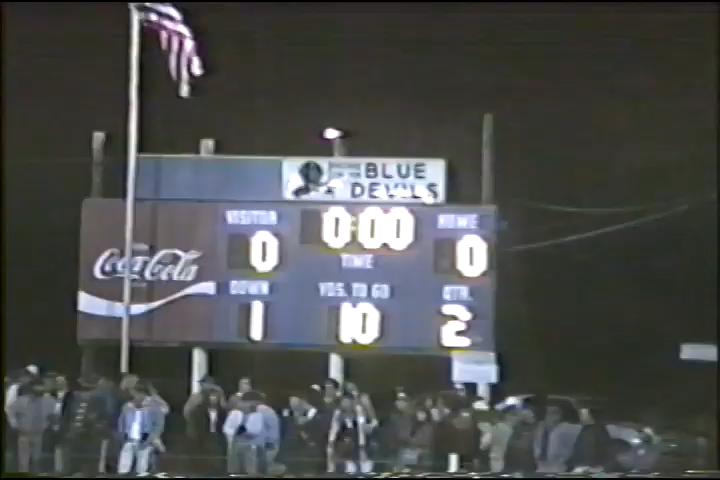 BLUE
DEVILS
VISITOR 0:00 HOME
0 TIME 0
Coca-Cola
DOWN YDS. TO GO QTR.
1 10 2